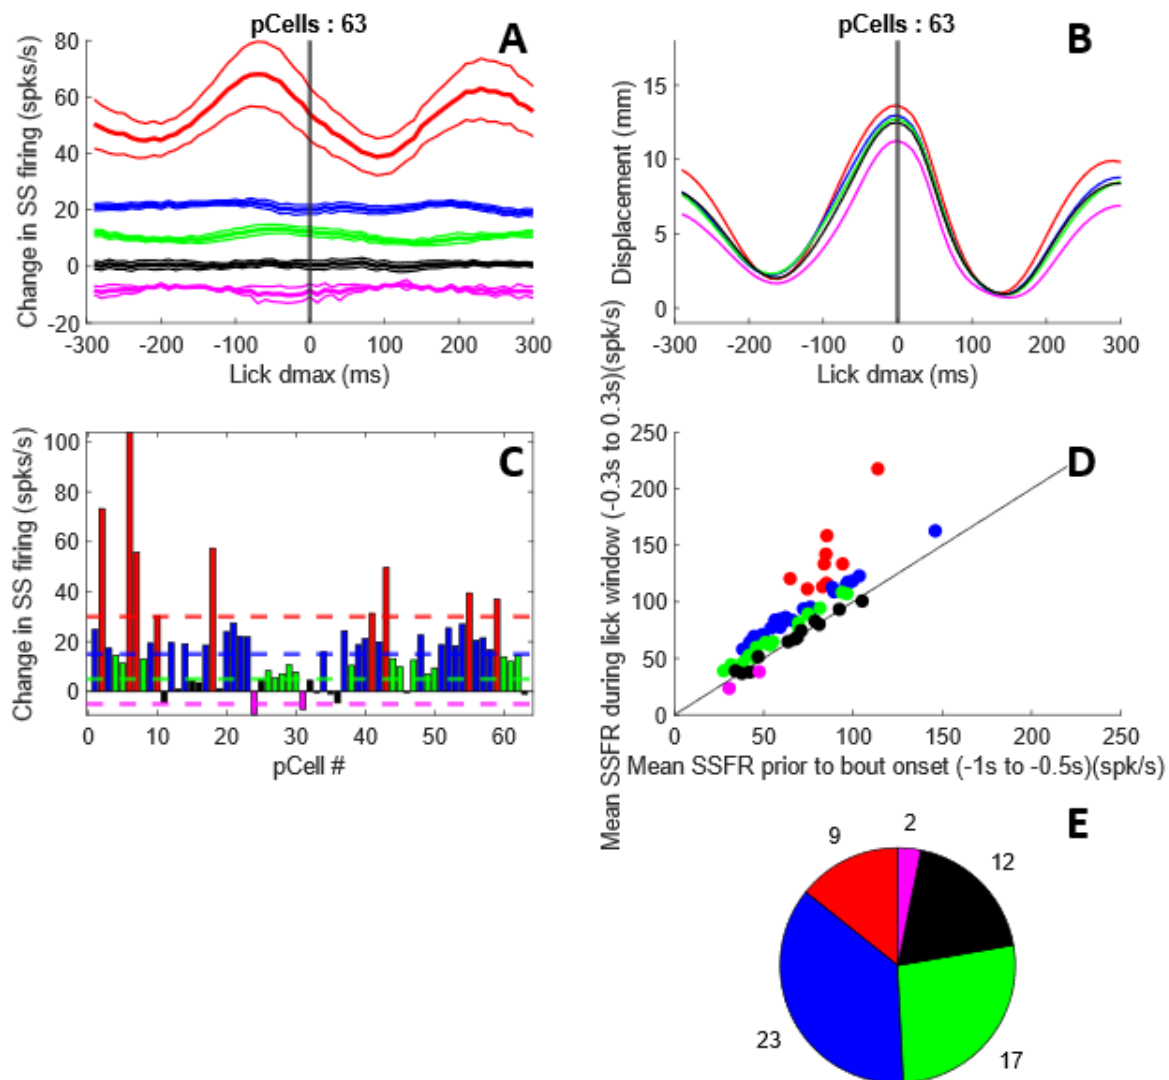 pCells : 63
A
Change in SS firing (spks/s)
80
60
40
20
0
-20
-300 -200 -100 0 100 200 300
Lick dmax (ms)
pCells : 63
B
Displacement (mm)
15
10
5
0
-300 -200 -100 0 100 200 300
Lick dmax (ms)
C
Change in SS firing (spks/s)
100
80
60
40
20
0
0 10 20 30 40 50 60
pCell #
D
Mean SSFR during lick window (-0.3s to 0.3s)(spk/s)
250
200
150
100
50
0
0 50 100 150 200 250
Mean SSFR prior to bout onset (-1s to -0.5s)(spk/s)
E
9
2
12
23
17